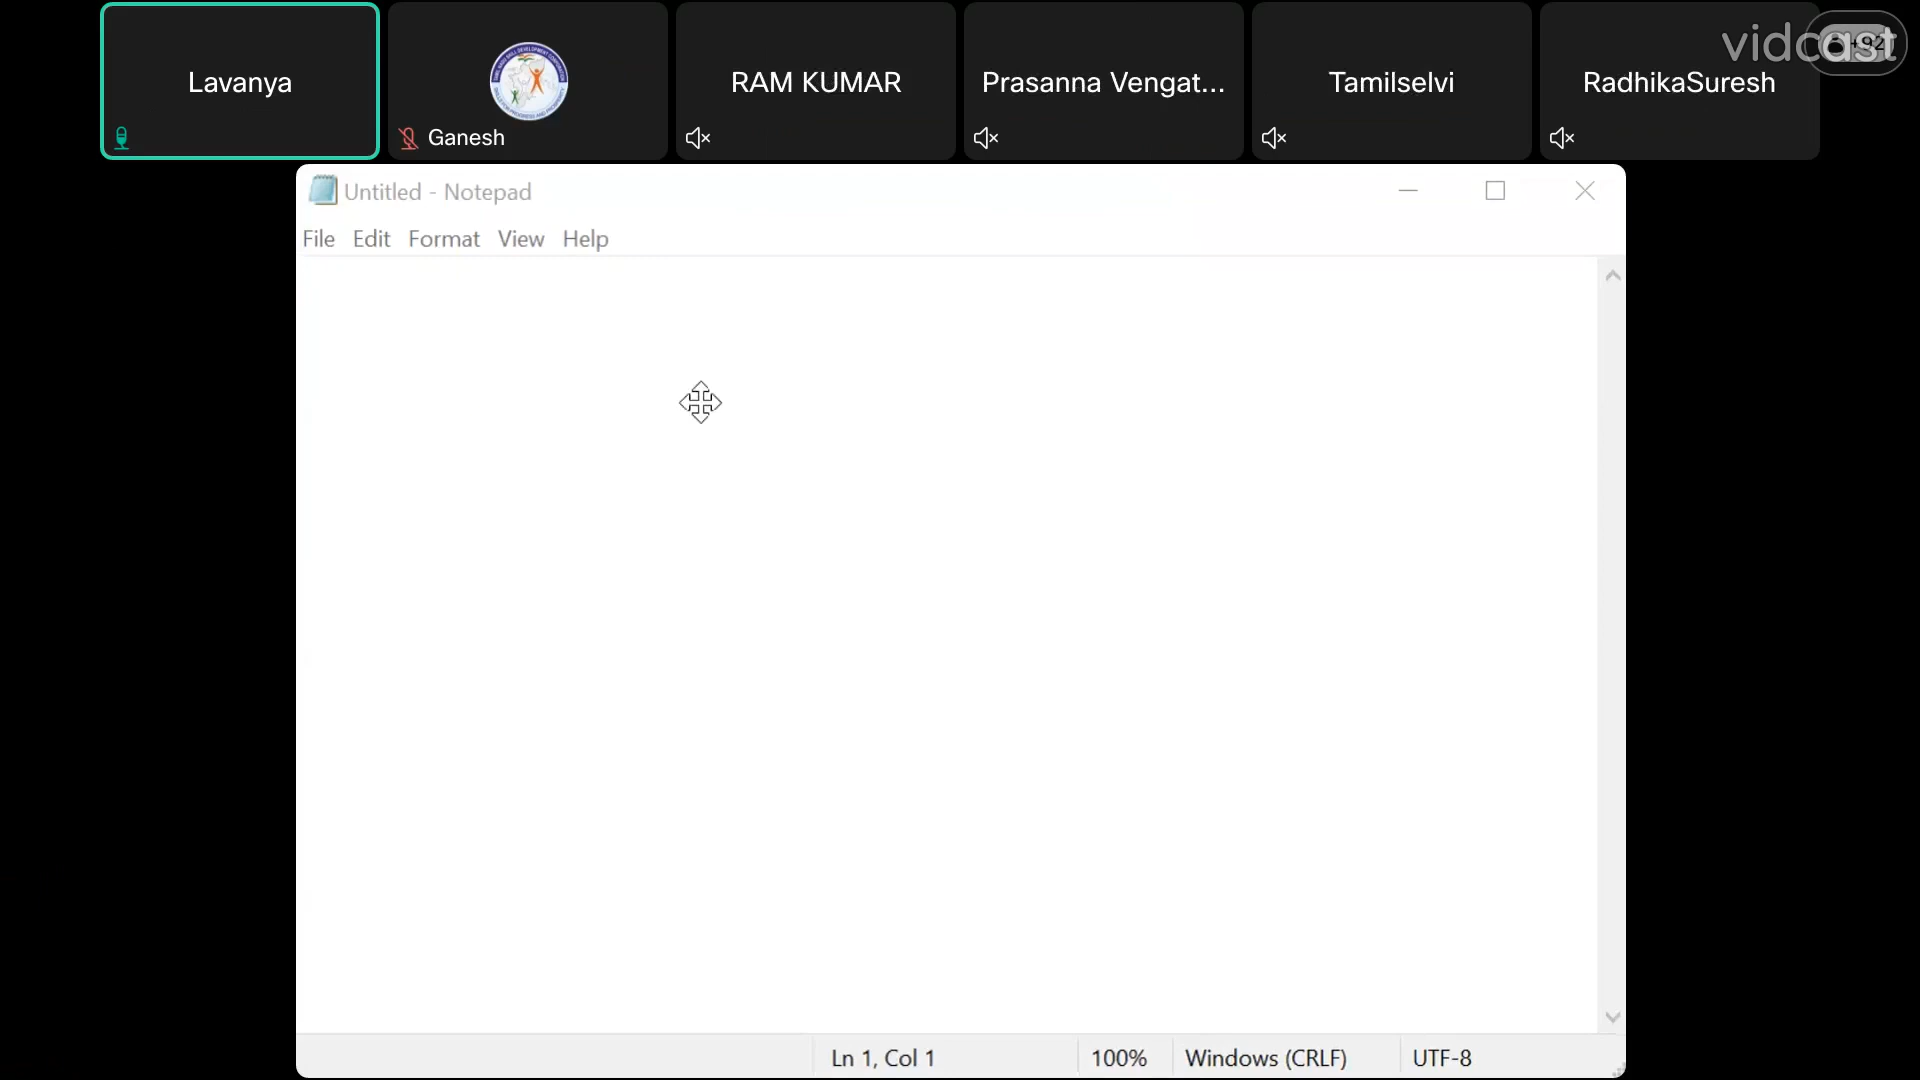 Lavanya
Ganesh
RAM KUMAR
Prasanna Vengat...
Tamilselvi
RadhikaSuresh
vidcast
+92
Untitled - Notepad
File Edit Format View Help
Ln 1, Col 1 100% Windows (CRLF) UTF-8